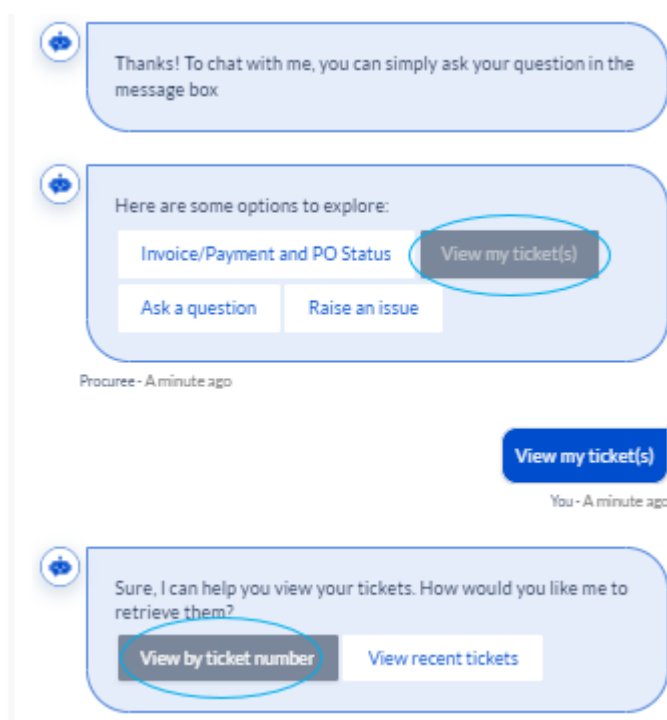 Thanks! To chat with me, you can simply ask your question in the
message box
Here are some options to explore:
Invoice/Payment and PO Status View my ticket(s)
Ask a question Raise an issue
Procuree - A minute ago
View my ticket(s)
You - A minute ago
Sure, I can help you view your tickets. How would you like me to
retrieve them?
View by ticket number View recent tickets